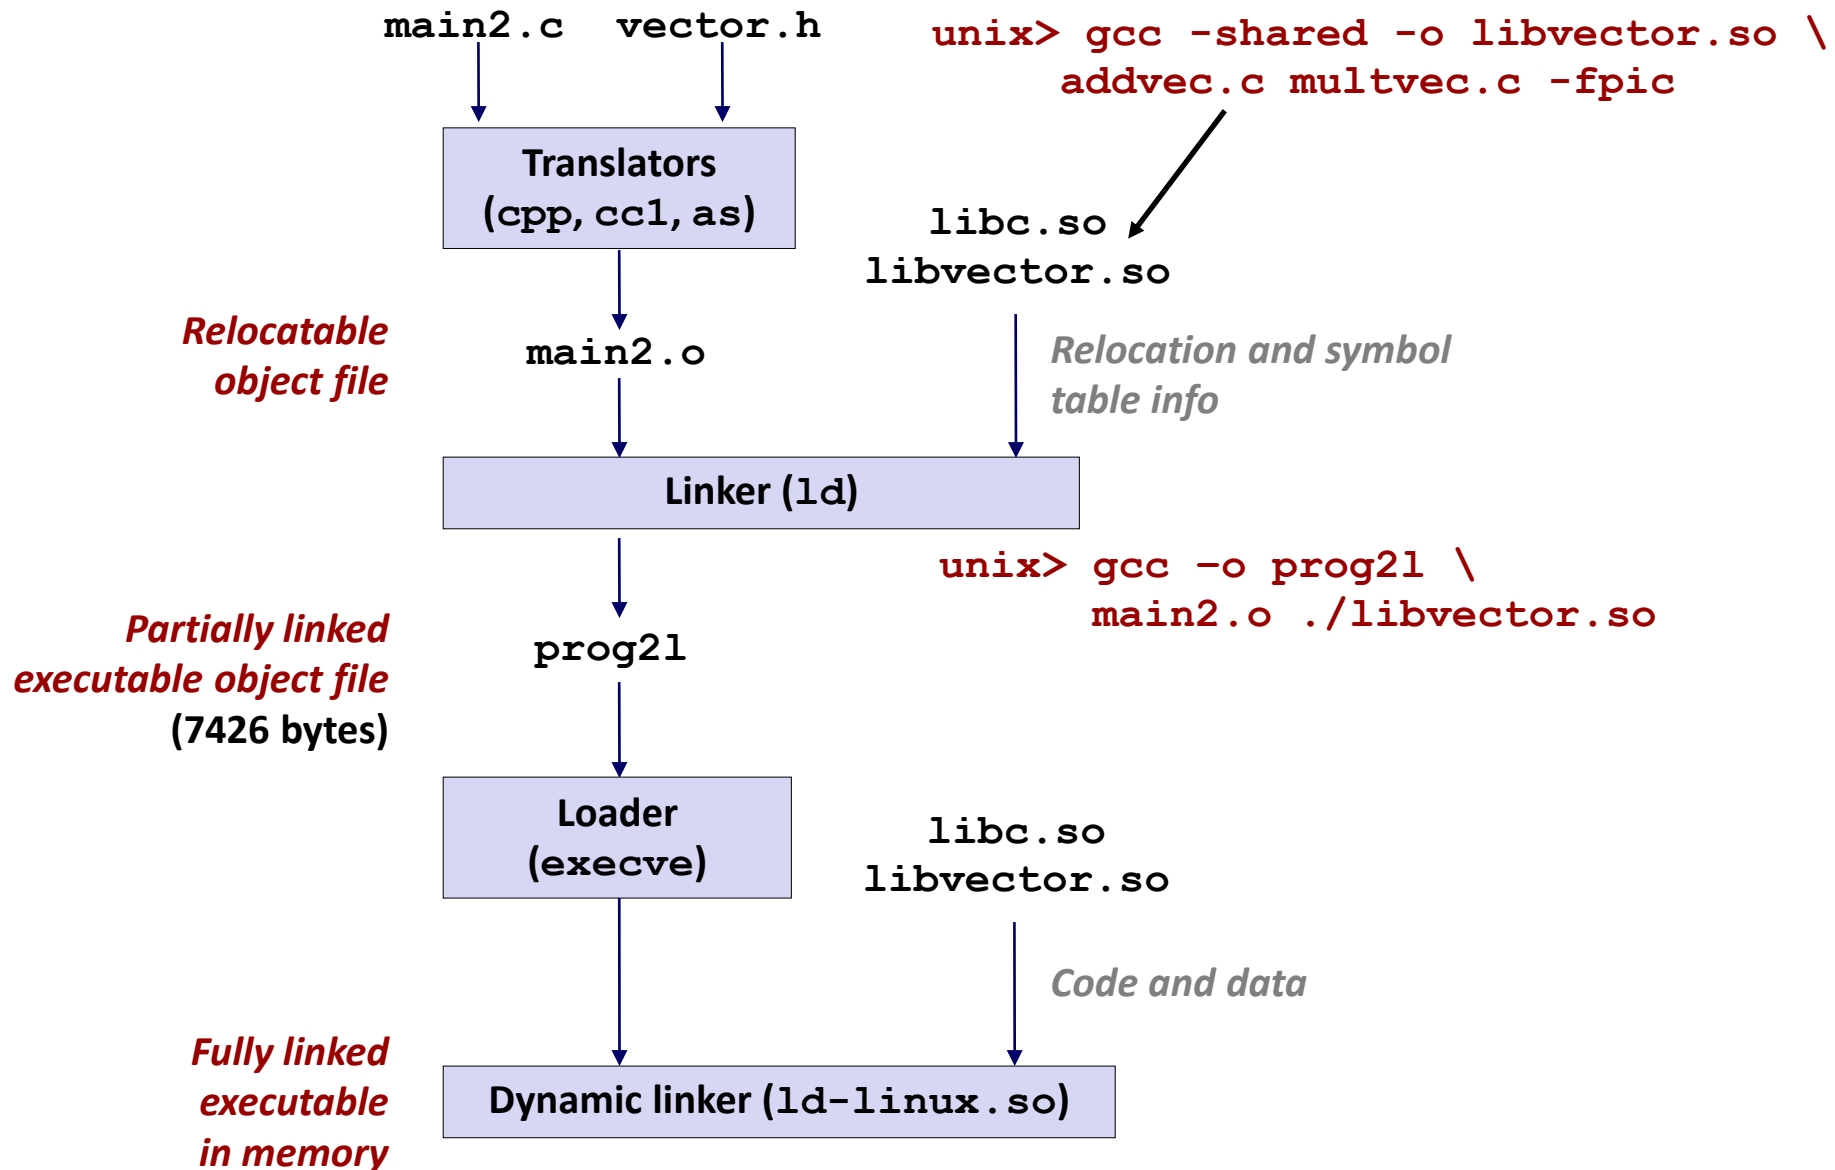 main2.c vector.h
unix> gcc -shared -o libvector.so \
addvec.c multvec.c -fpic
Translators
(cpp, cc1, as)
libc.so
libvector.so
Relocatable
object file
main2.o
Relocation and symbol
table info
Linker (ld)
unix> gcc –o prog2l \
main2.o ./libvector.so
Partially linked
executable object file
(7426 bytes)
prog2l
Loader
(execve)
libc.so
libvector.so
Code and data
Fully linked
executable
in memory
Dynamic linker (ld-linux.so)